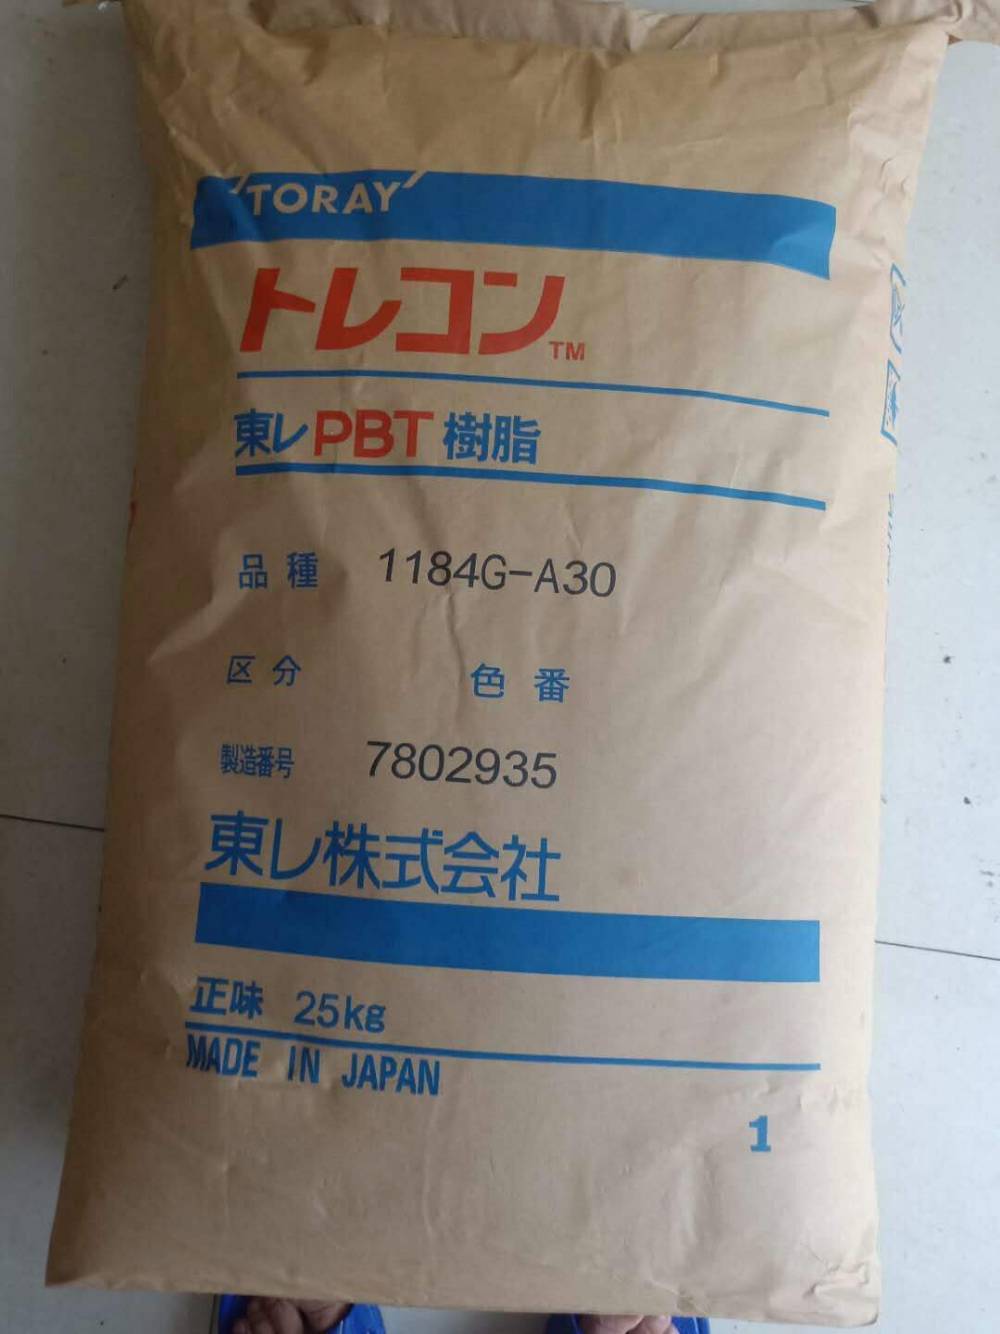 TORAY
トレコン TM
東レPBT樹脂
品種 1184G-A30
区分 色番
製造番号 7802935
東レ株式会社
正味 25kg
MADE IN JAPAN
1